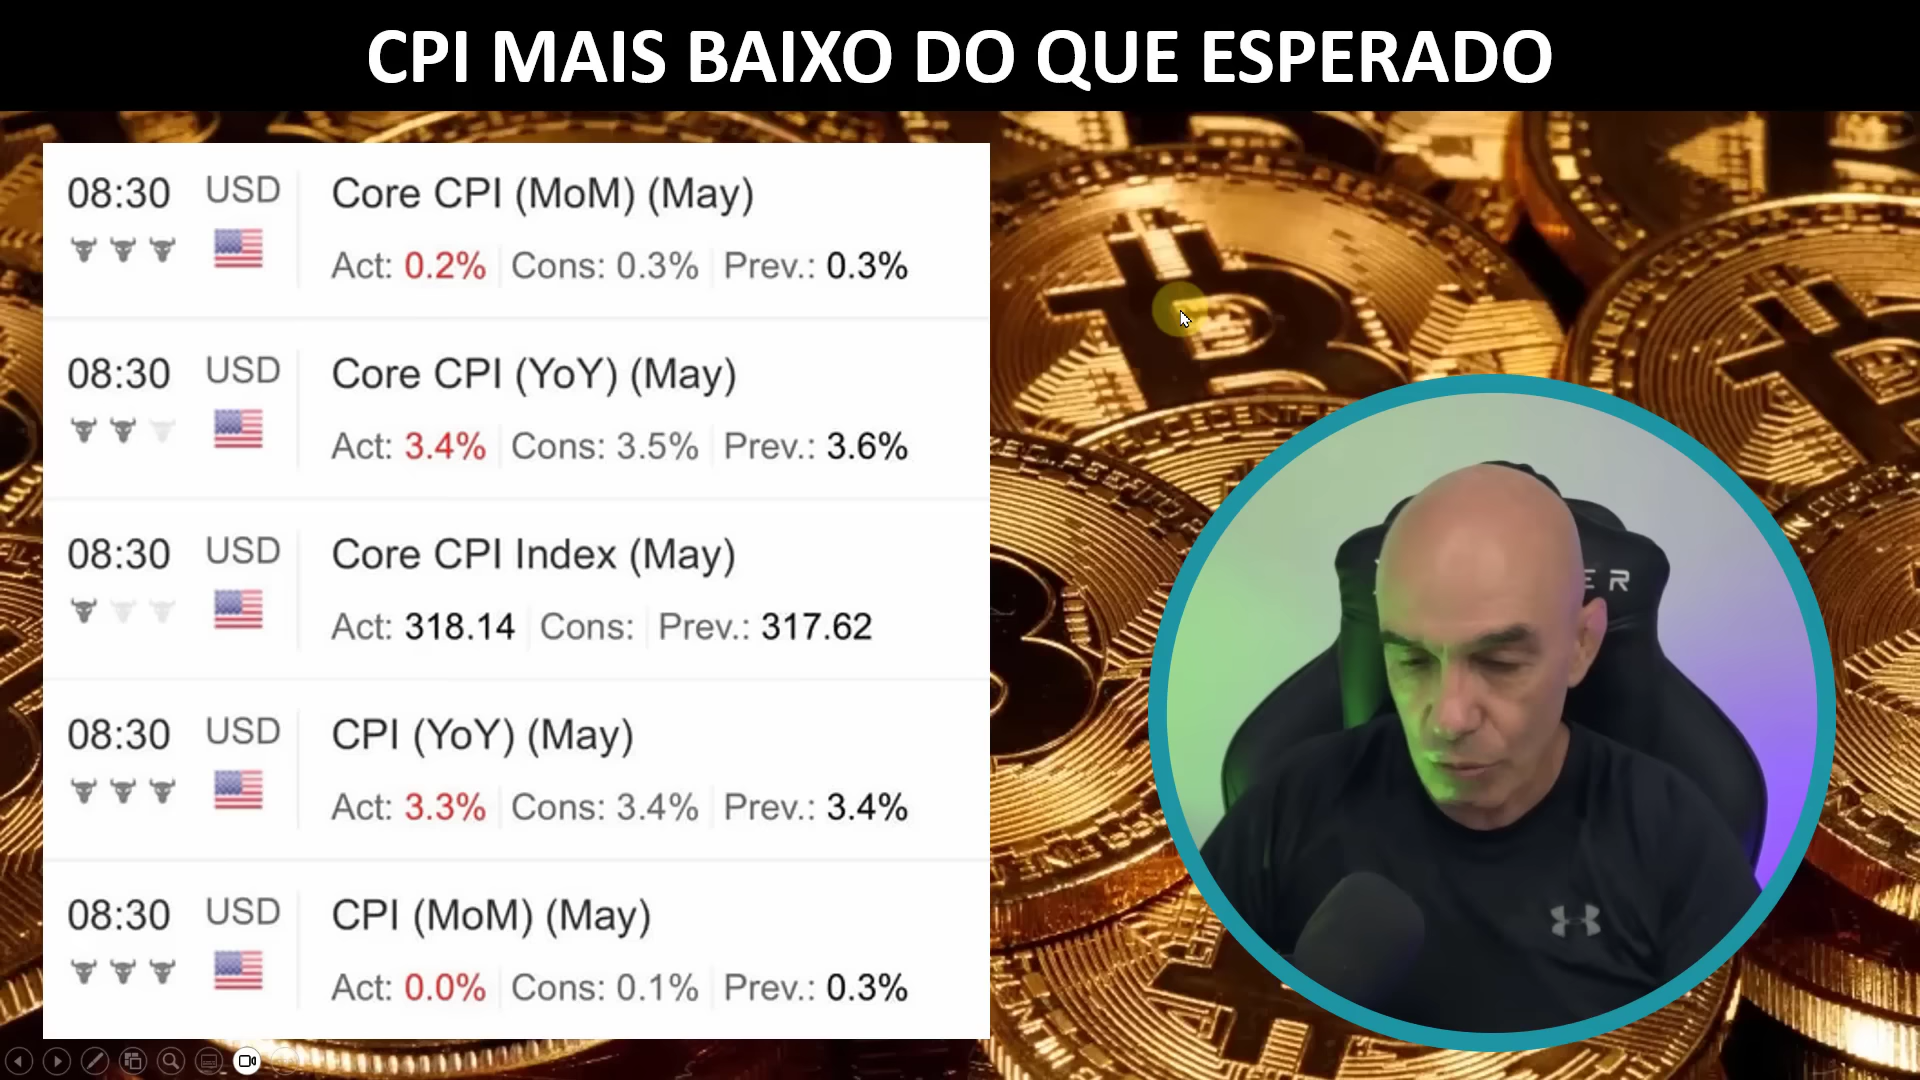 CPI MAIS BAIXO DO QUE ESPERADO
08:30 USD Core CPI (MoM) (May)
Act: 0.2% Cons: 0.3% Prev.: 0.3%
08:30 USD Core CPI (YoY) (May)
Act: 3.4% Cons: 3.5% Prev.: 3.6%
08:30 USD Core CPI Index (May)
Act: 318.14 Cons: Prev.: 317.62
08:30 USD CPI (YoY) (May)
Act: 3.3% Cons: 3.4% Prev.: 3.4%
08:30 USD CPI (MoM) (May)
Act: 0.0% Cons: 0.1% Prev.: 0.3%